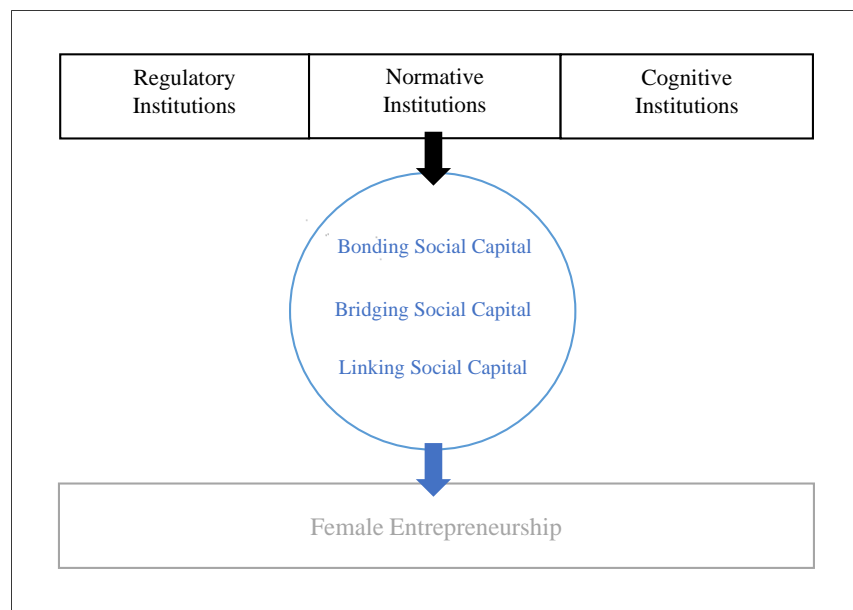 Regulatory
Institutions
Normative
Institutions
Cognitive
Institutions
Bonding Social Capital
Bridging Social Capital
Linking Social Capital
Female Entrepreneurship